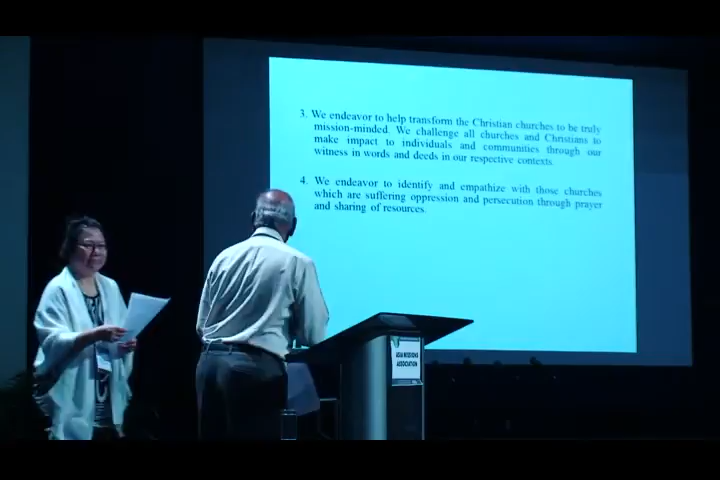 3. We endeavor to help transform the Christian churches to be truly
mission-minded. We challenge all churches and Christians to
make impact to individuals and communities through our
witness in words and deeds in our respective contexts.
4. We endeavor to identify and empathize with those churches
which are suffering oppression and persecution through prayer
and sharing of resources.
ASIA MISSIONS
ASSOCIATION